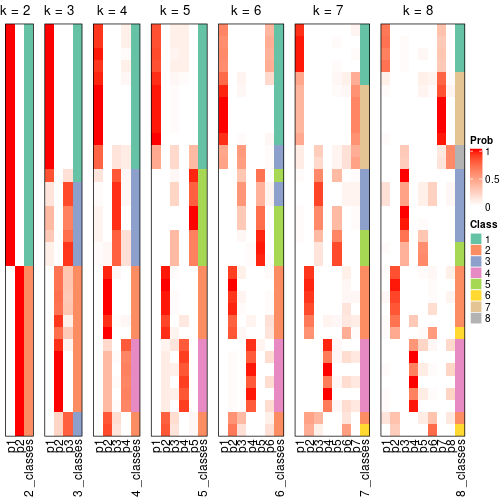 k = 2 k = 3 k = 4 k = 5 k = 6 k = 7 k = 8
Prob
1
0.5
0
Class
1
2
3
4
5
6
7
8
p1
p2
2_classes
p1
p2
p3
3_classes
p1
p2
p3
p4
4_classes
p1
p2
p3
p4
p5
5_classes
p1
p2
p3
p4
p5
p6
6_classes
p1
p2
p3
p4
p5
p6
p7
7_classes
p1
p2
p3
p4
p5
p6
p7
p8
8_classes